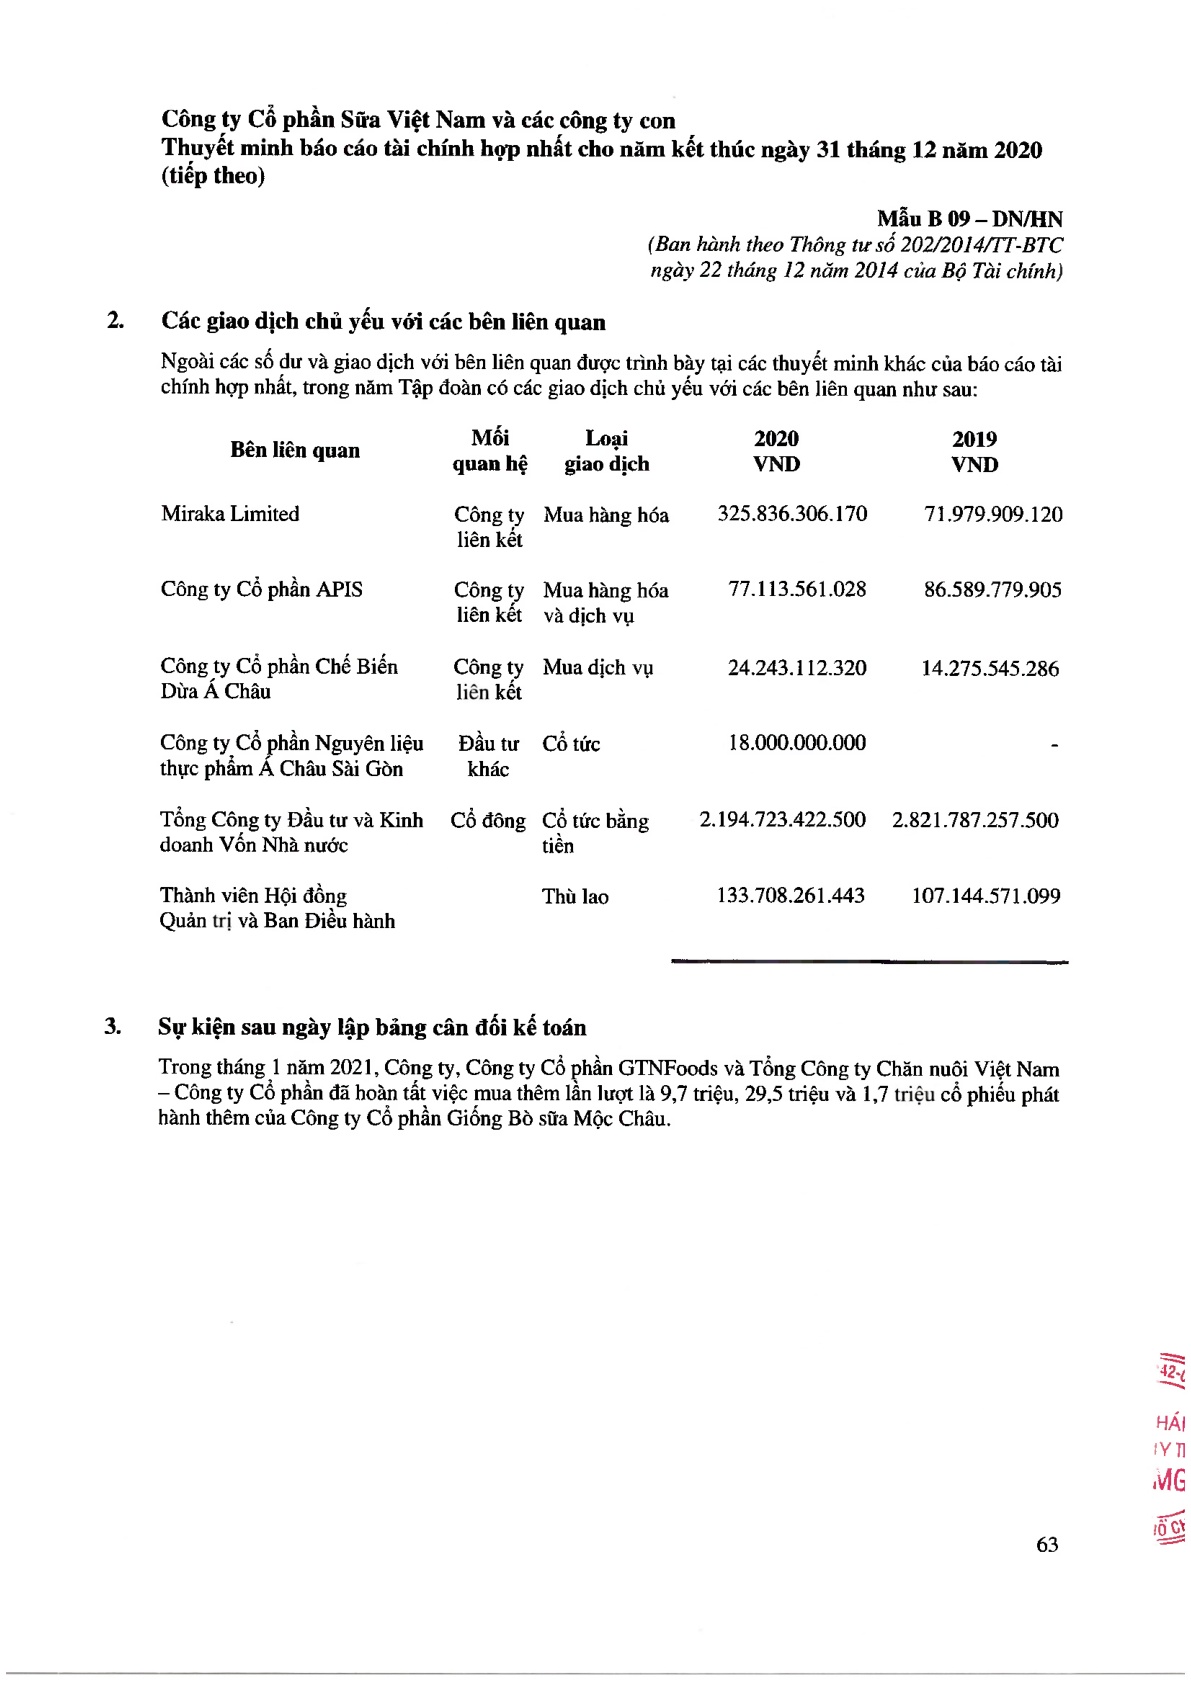 Công ty Cổ phần Sữa Việt Nam và các công ty con
Thuyết minh báo cáo tài chính hợp nhất cho năm kết thúc ngày 31 tháng 12 năm 2020
(tiếp theo)
Mẫu B 09 – DN/HN
(Ban hành theo Thông tư số 202/2014/TT-BTC
ngày 22 tháng 12 năm 2014 của Bộ Tài chính)
2. Các giao dịch chủ yếu với các bên liên quan
Ngoài các số dư và giao dịch với bên liên quan được trình bày tại các thuyết minh khác của báo cáo tài
chính hợp nhất, trong năm Tập đoàn có các giao dịch chủ yếu với các bên liên quan như sau:
Bên liên quan Mối quan hệ Loại giao dịch 2020 VND 2019 VND
Miraka Limited Công ty Mua hàng hóa 325.836.306.170 71.979.909.120
liên kết
Công ty Cổ phần APIS Công ty Mua hàng hóa 77.113.561.028 86.589.779.905
liên kết và dịch vụ
Công ty Cổ phần Chế Biến Công ty Mua dịch vụ 24.243.112.320 14.275.545.286
Dừa Á Châu liên kết
Công ty Cổ phần Nguyên liệu Đầu tư Cổ tức 18.000.000.000 -
thực phẩm Á Châu Sài Gòn khác
Tổng Công ty Đầu tư và Kinh Cổ đông Cổ tức bằng 2.194.723.422.500 2.821.787.257.500
doanh Vốn Nhà nước tiền
Thành viên Hội đồng Thù lao 133.708.261.443 107.144.571.099
Quản trị và Ban Điều hành
3. Sự kiện sau ngày lập bảng cân đối kế toán
Trong tháng 1 năm 2021, Công ty, Công ty Cổ phần GTNFoods và Tổng Công ty Chăn nuôi Việt Nam
– Công ty Cổ phần đã hoàn tất việc mua thêm lần lượt là 9,7 triệu, 29,5 triệu và 1,7 triệu cổ phiếu phát
hành thêm của Công ty Cổ phần Giống Bò sữa Mộc Châu.
63